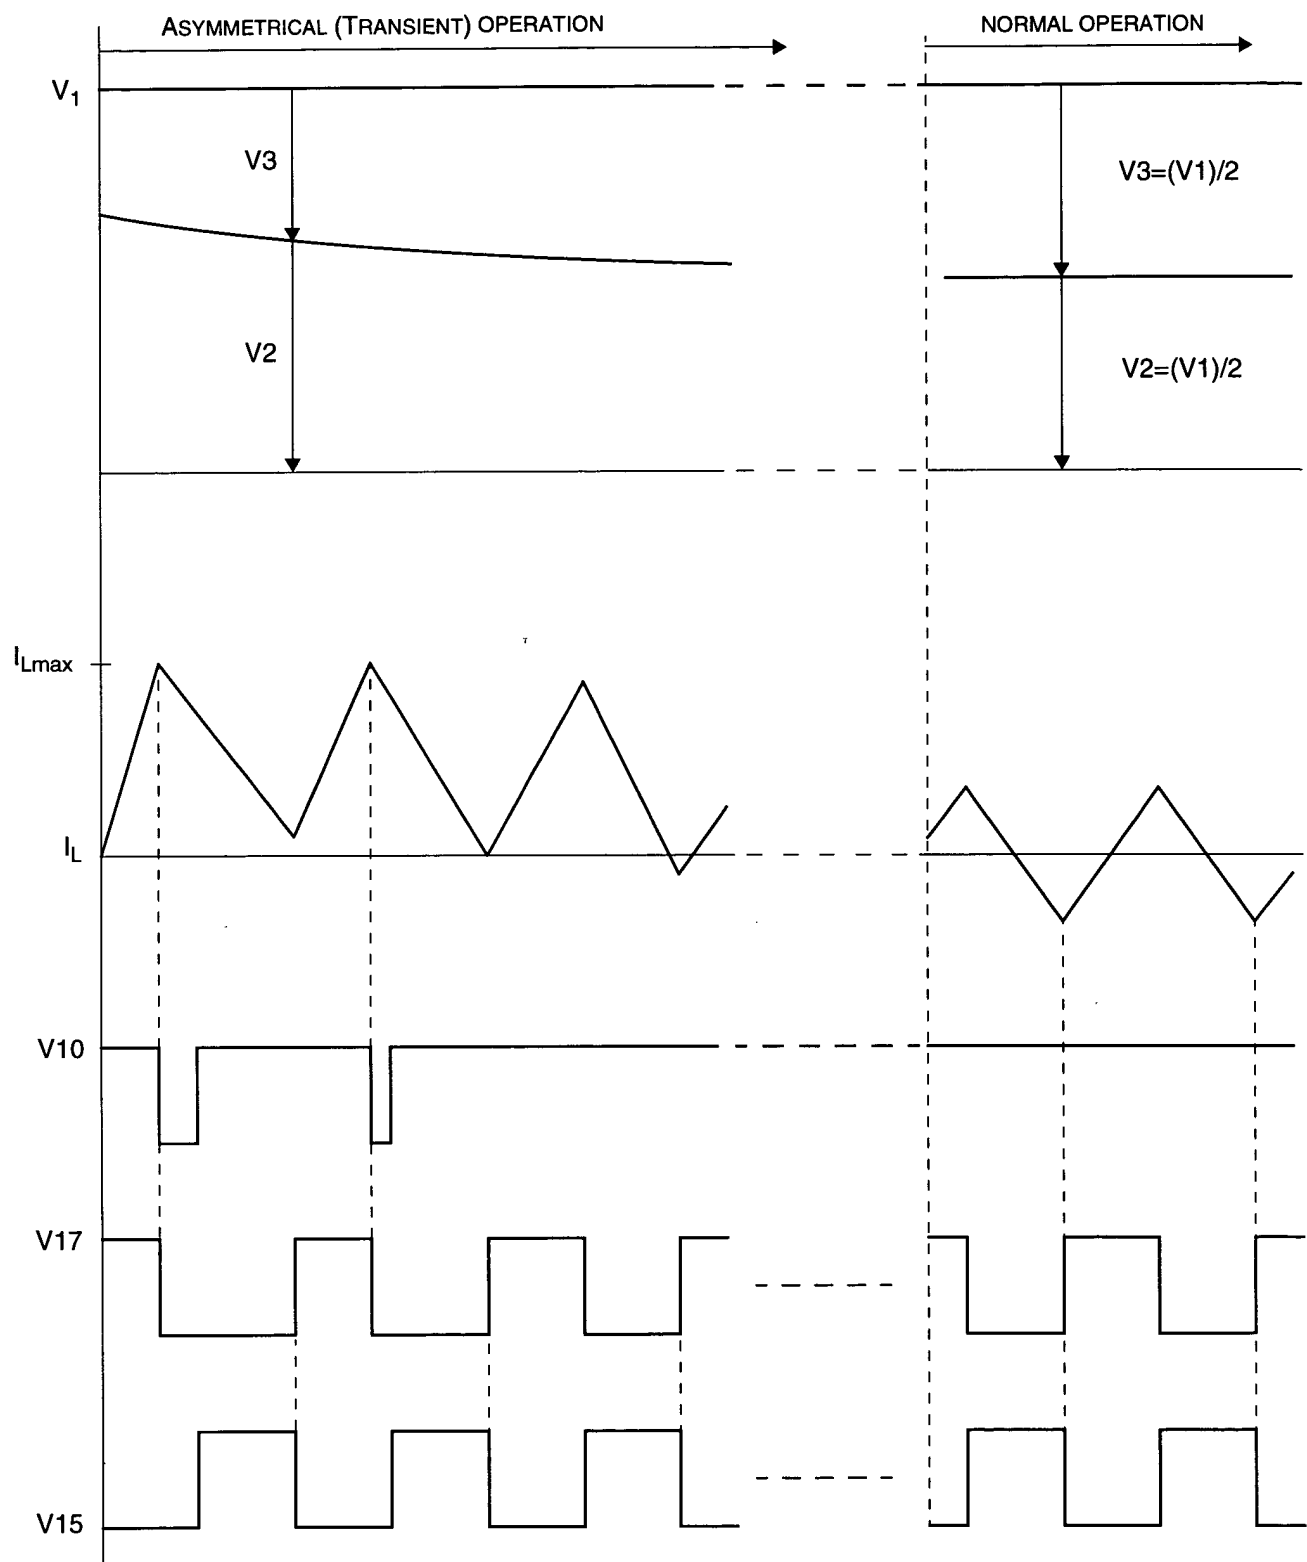 ASYMMETRICAL (TRANSIENT) OPERATION
NORMAL OPERATION
V1
V3
V3=(V1)/2
V2
V2=(V1)/2
ILmax
IL
V10
V17
V15